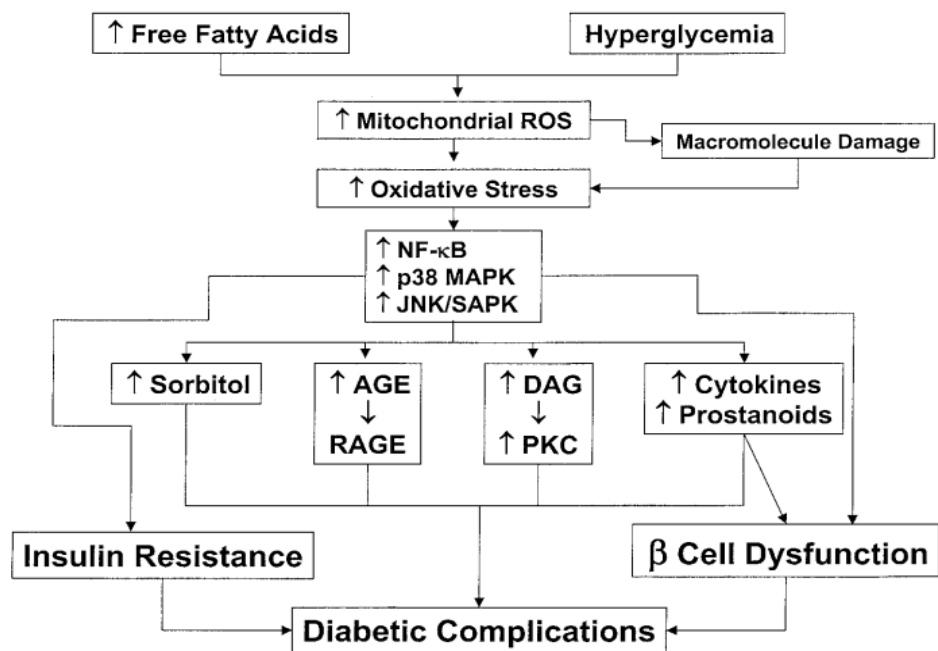 ↑ Free Fatty Acids
Hyperglycemia
↑ Mitochondrial ROS
Macromolecule Damage
↑ Oxidative Stress
↑ NF-κB
↑ p38 MAPK
↑ JNK/SAPK
↑ Sorbitol
↑ AGE
↓
RAGE
↑ DAG
↓
↑ PKC
↑ Cytokines
↑ Prostanoids
Insulin Resistance
β Cell Dysfunction
Diabetic Complications